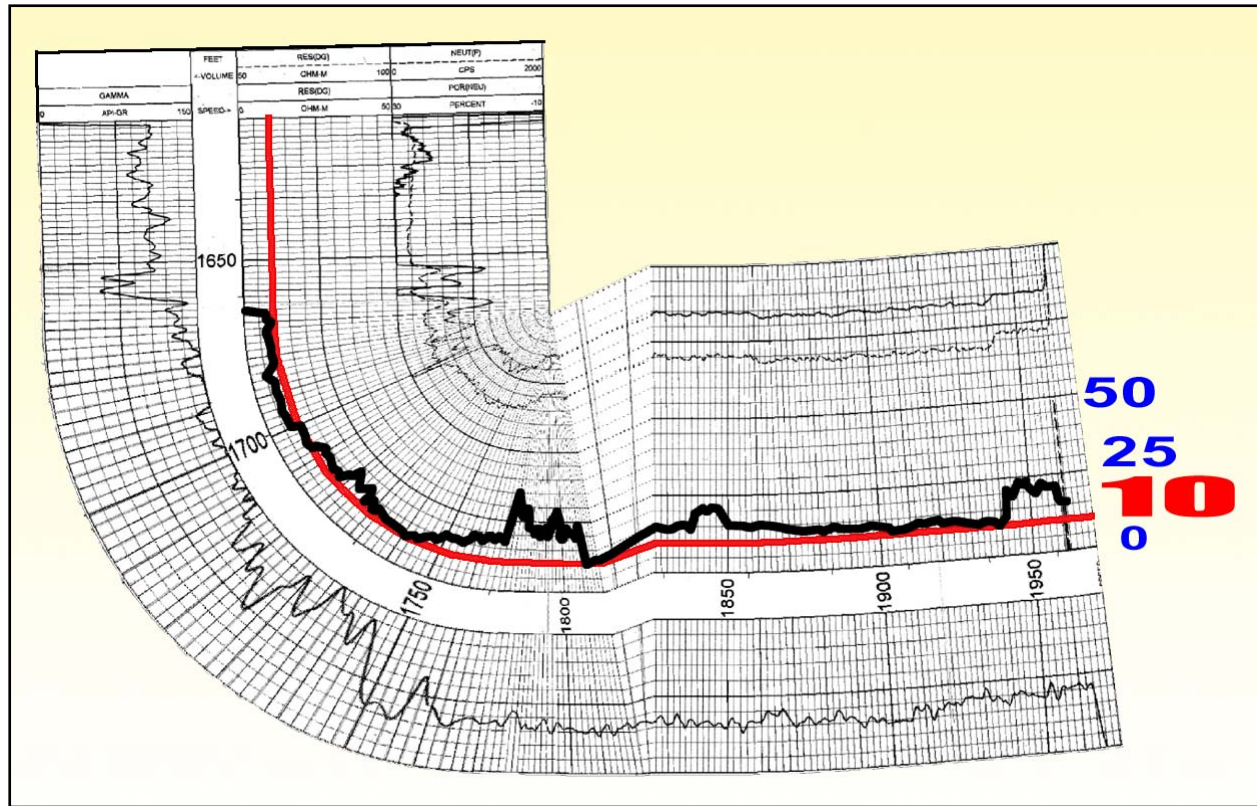 FEET RES(DG) NEUT(F)
<-VOLUME 50 OHM-M 100 0 CPS 2000
GAMMA RES(DG) POR(NEU)
0 API-GR 150 SPEED-> 0 OHM-M 50 30 PERCENT -10
1650
1700
1750
1800
1850
1900
1950
50
25
10
0